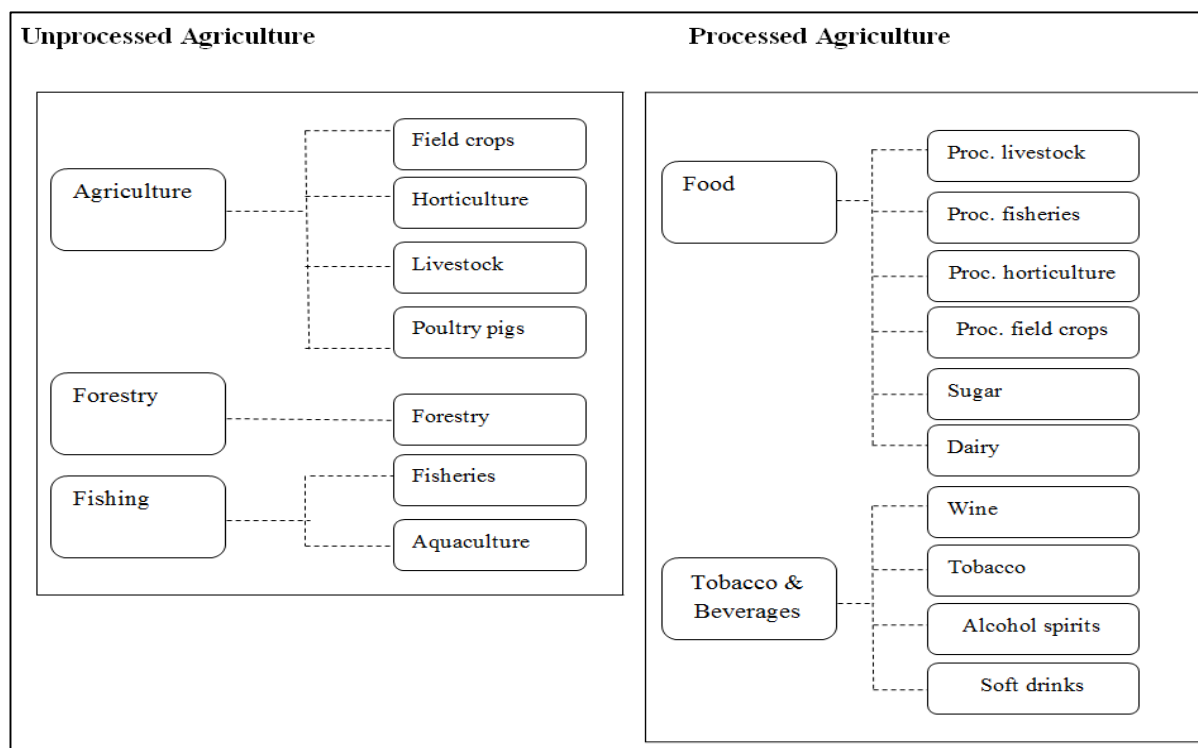 Unprocessed Agriculture
Processed Agriculture
Agriculture
Field crops
Horticulture
Livestock
Poultry pigs
Forestry
Forestry
Fishing
Fisheries
Aquaculture
Food
Proc. livestock
Proc. fisheries
Proc. horticulture
Proc. field crops
Sugar
Dairy
Tobacco &
Beverages
Wine
Tobacco
Alcohol spirits
Soft drinks